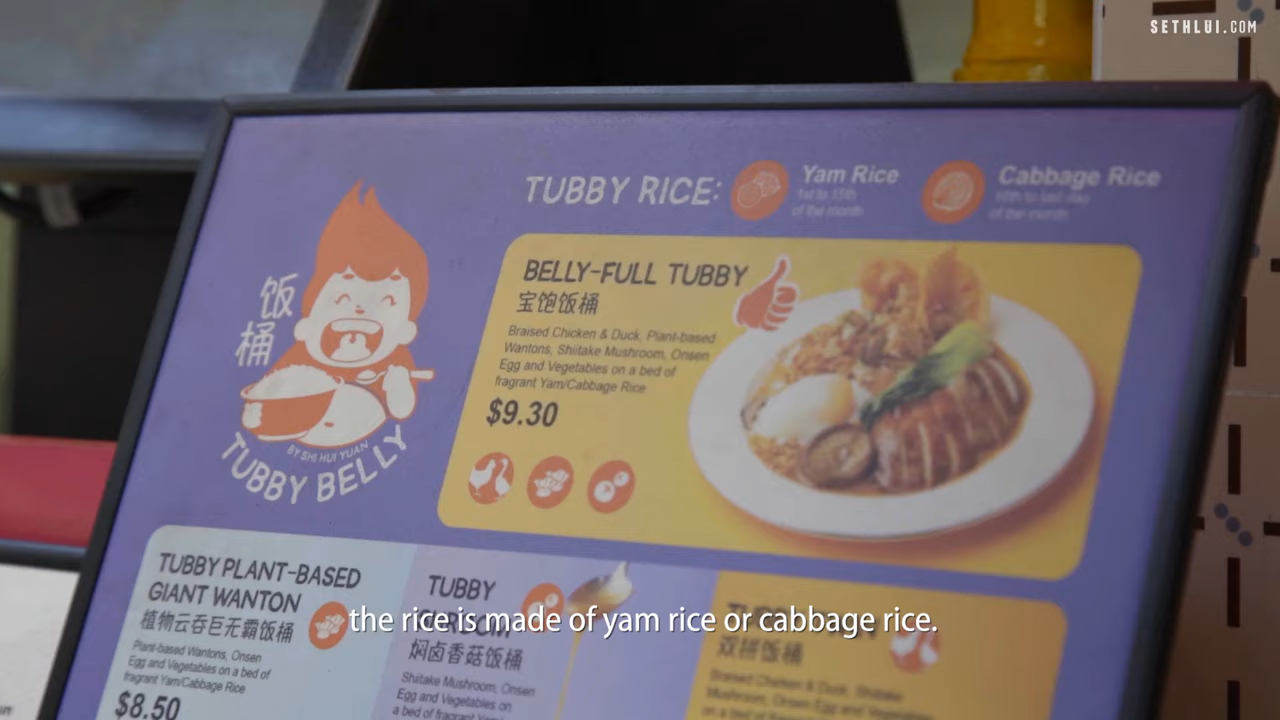 SETHLUI.COM
TUBBY RICE:
Yam Rice
1st to 15th
of the month
Cabbage Rice
16th to last day
of the month
饭桶
BY SHI HUI YUAN
TUBBY BELLY
BELLY-FULL TUBBY
宝饱饭桶
Braised Chicken & Duck, Plant-based
Wantons, Shiitake Mushroom, Onsen
Egg and Vegetables on a bed of
fragrant Yam/Cabbage Rice
$9.30
TUBBY PLANT-BASED
GIANT WANTON
植物云吞巨无霸饭桶
Plant-based Wantons, Onsen
Egg and Vegetables on a bed of
fragrant Yam/Cabbage Rice
$8.50
TUBBY
焖卤香菇饭桶
Shiitake Mushroom, Onsen
Egg and Vegetables on
a bed of fragrant Yam/
双拼饭桶
Braised Chicken & Duck, Shiitake
Mushroom, Onsen Egg and Vegetables
the rice is made of yam rice or cabbage rice.